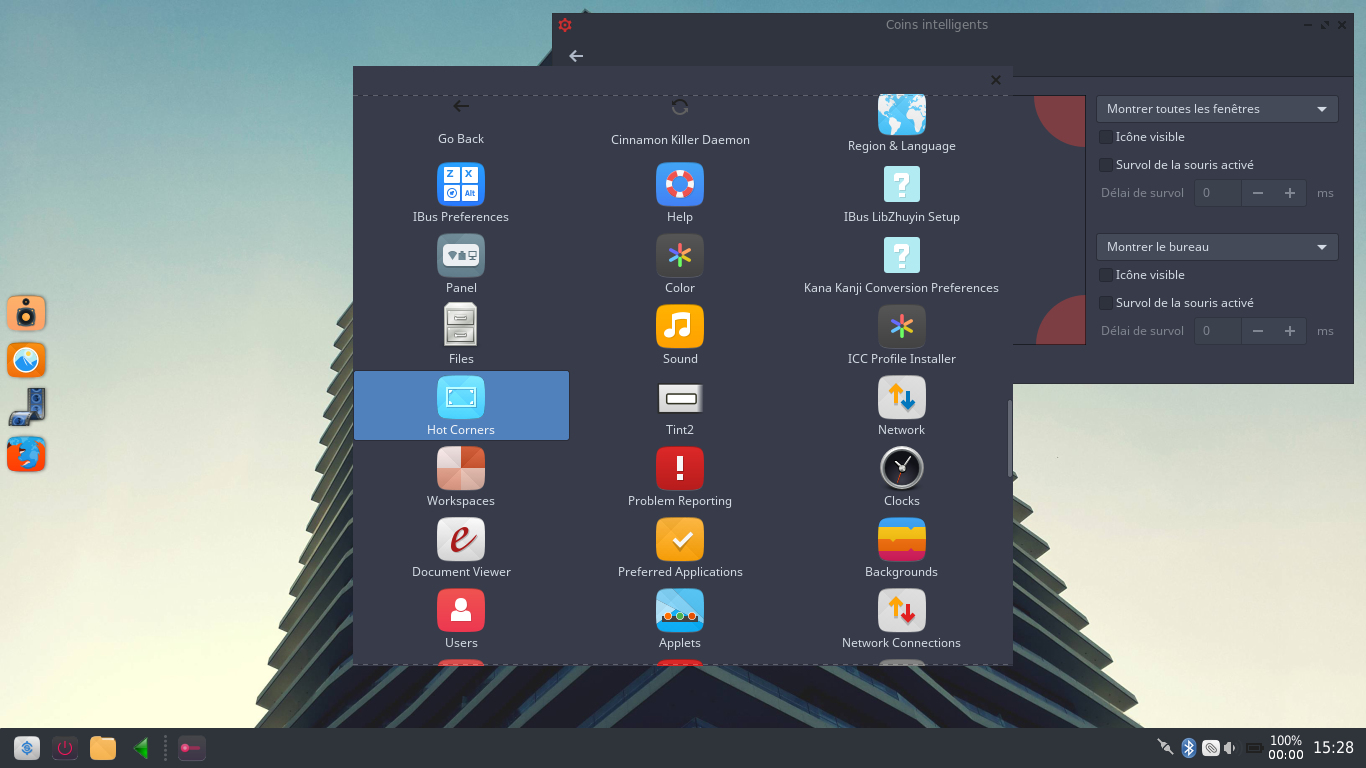 Coins intelligents
Go Back
Cinnamon Killer Daemon
Region & Language
Z X
Alt
IBus Preferences
Help
?
IBus LibZhuyin Setup
Panel
Color
?
Kana Kanji Conversion Preferences
Files
Sound
ICC Profile Installer
Hot Corners
Tint2
Network
Workspaces
!
Problem Reporting
Clocks
e
Document Viewer
Preferred Applications
Backgrounds
Users
Applets
Network Connections
Montrer toutes les fenêtres
Icône visible
Survol de la souris activé
Délai de survol 0 − + ms
Montrer le bureau
Icône visible
Survol de la souris activé
Délai de survol 0 − + ms
100%
00:00
15:28